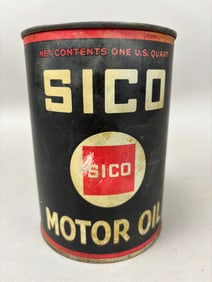 NET CONTENTS ONE U.S. QUART
SICO
SICO
MOTOR OIL